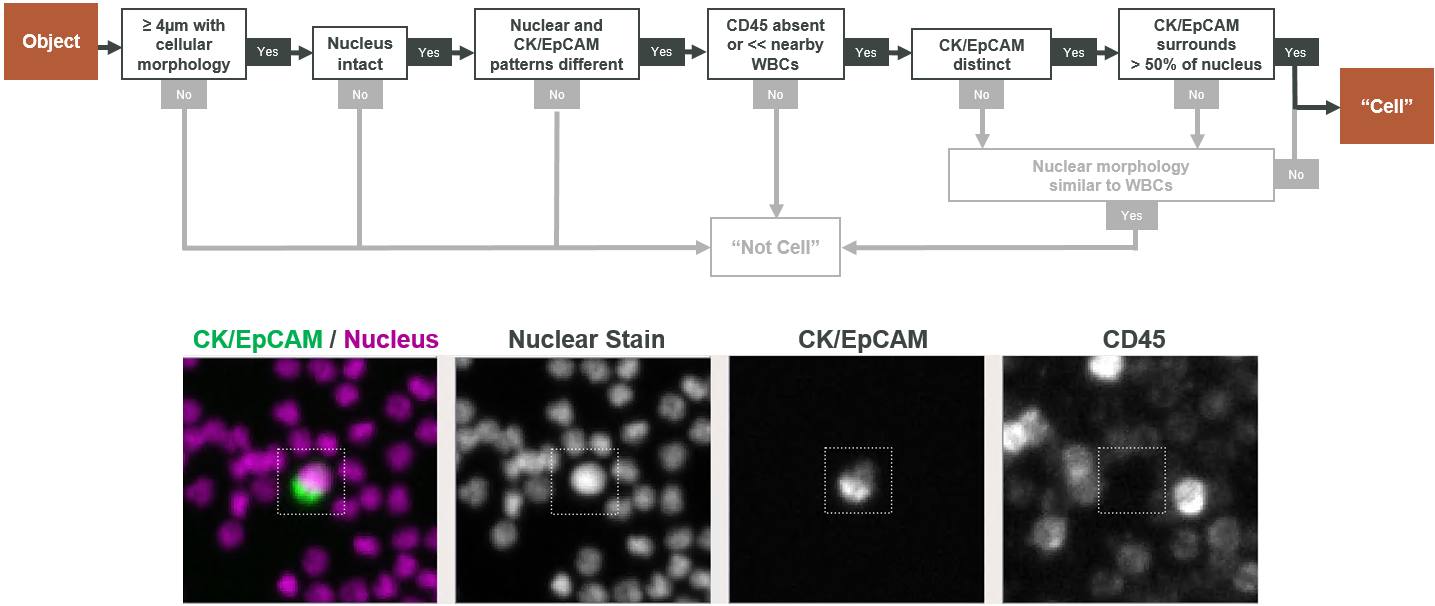 Object
≥ 4µm with
cellular
morphology
Yes
No
Nucleus
intact
Yes
No
Nuclear and
CK/EpCAM
patterns different
Yes
No
CD45 absent
or << nearby
WBCs
Yes
No
CK/EpCAM
distinct
Yes
No
CK/EpCAM
surrounds
> 50% of nucleus
Yes
No
“Cell”
Nuclear morphology
similar to WBCs
No
Yes
“Not Cell”
CK/EpCAM / Nucleus
Nuclear Stain
CK/EpCAM
CD45